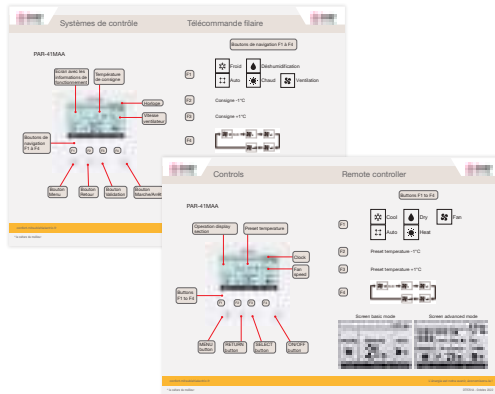 Systèmes de contrôle
Télécommande filaire
Boutons de navigation F1 à F4
PAR-41MAA
Ecran avec les
informations de
fonctionnement
Température
de consigne
Horloge
Vitesse
ventilateur
Boutons de
navigation
F1 à F4
Bouton
Menu
Bouton
Retour
Bouton
Validation
Bouton
Marche/Arrêt
F1
Froid
Déshumidification
Auto
Chaud
Ventilation
F2
Consigne -1°C
F3
Consigne +1°C
F4
Controls
Remote controller
Buttons F1 to F4
PAR-41MAA
Operation display
section
Preset temperature
Clock
Fan
speed
Buttons
F1 to F4
MENU
button
RETURN
button
SELECT
button
ON/OFF
button
F1
Cool
Dry
Fan
Auto
Heat
F2
Preset temperature -1°C
F3
Preset temperature +1°C
F4
Screen basic mode
Screen advanced mode